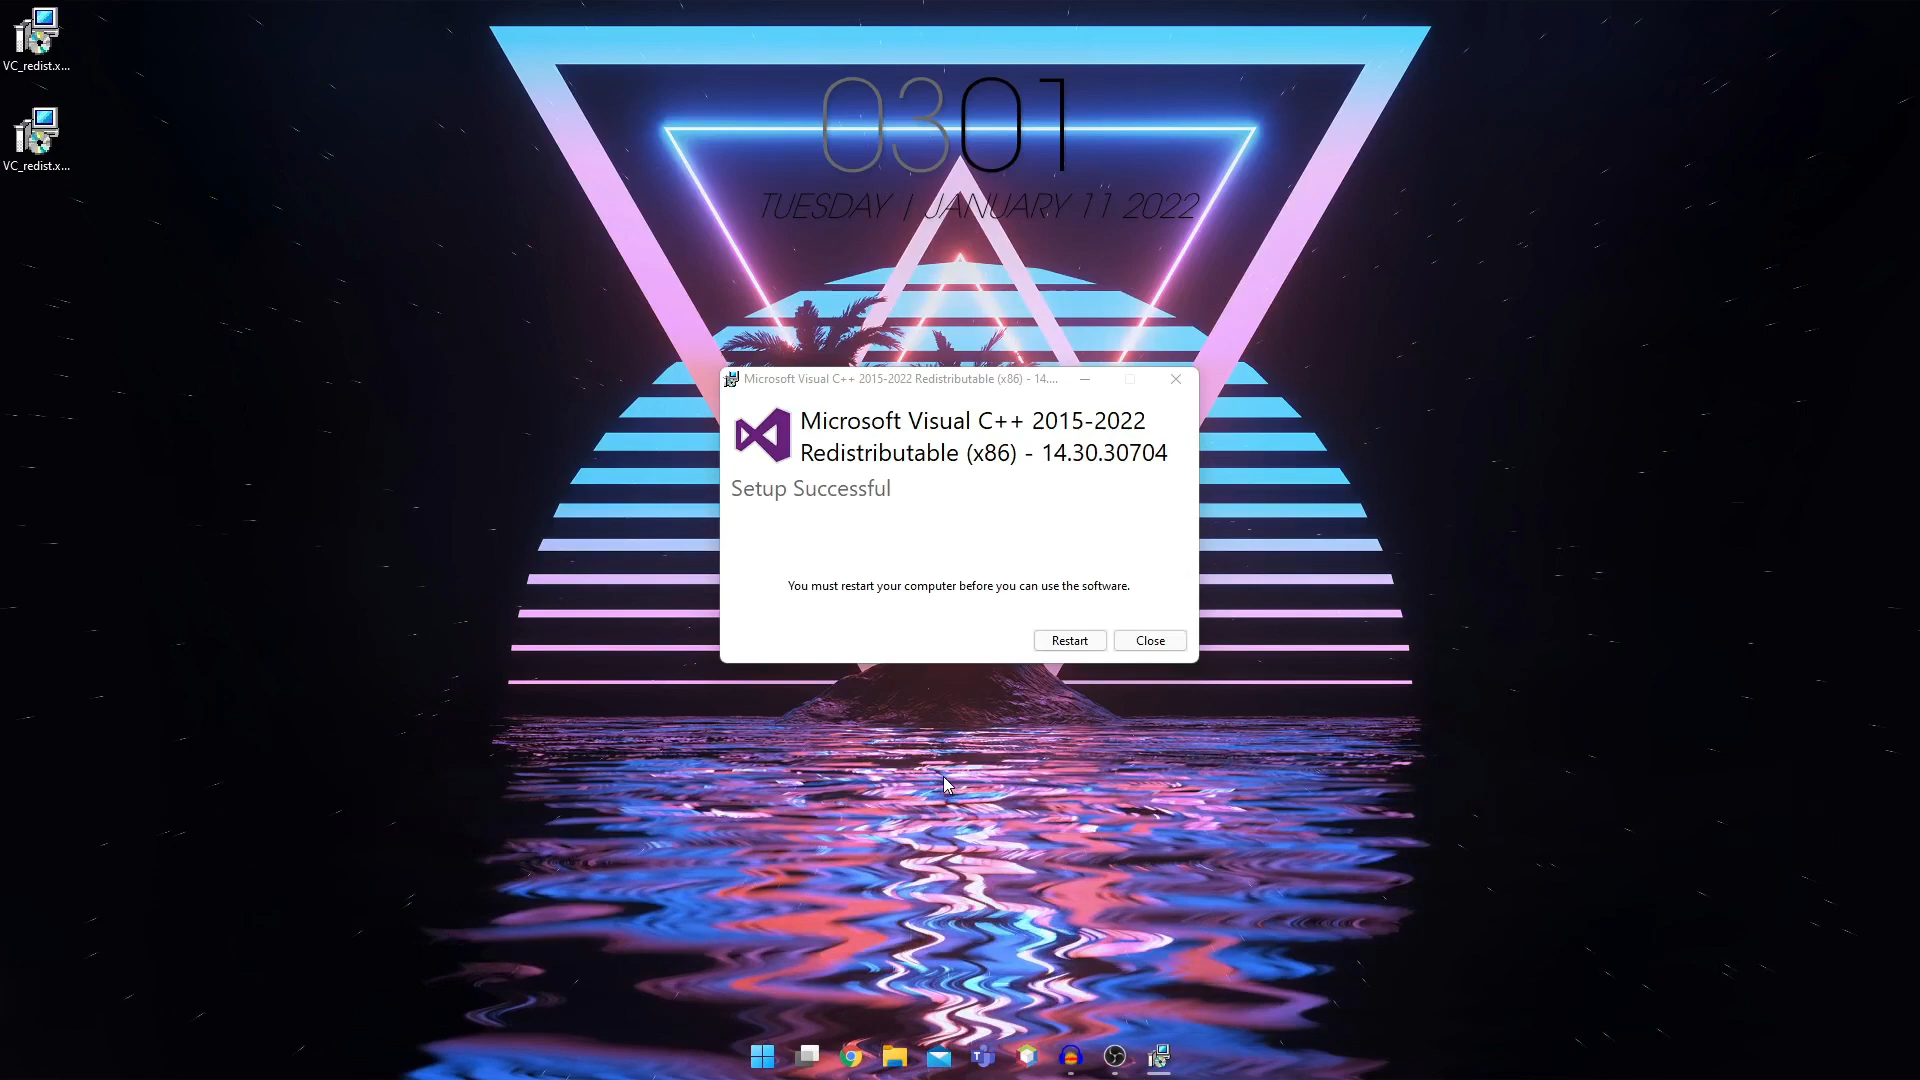 VC_redist.x...
VC_redist.x...
0301
TUESDAY | JANUARY 11 2022
Microsoft Visual C++ 2015-2022 Redistributable (x86) - 14....
Microsoft Visual C++ 2015-2022
Redistributable (x86) - 14.30.30704
Setup Successful
You must restart your computer before you can use the software.
Restart
Close